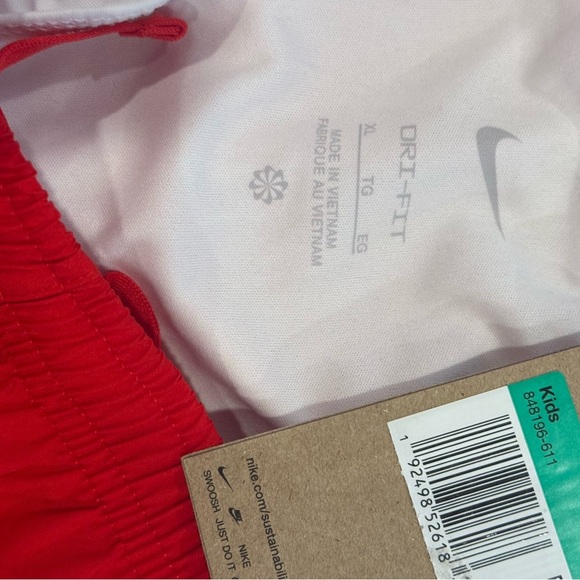 DRI-FIT
XL TG EG
MADE IN VIETNAM
FABRIQUE AU VIETNAM
Kids
848196-611
1 92498 52618
nike.com/sustainabili
NIKE
SWOOSH JUST DO IT